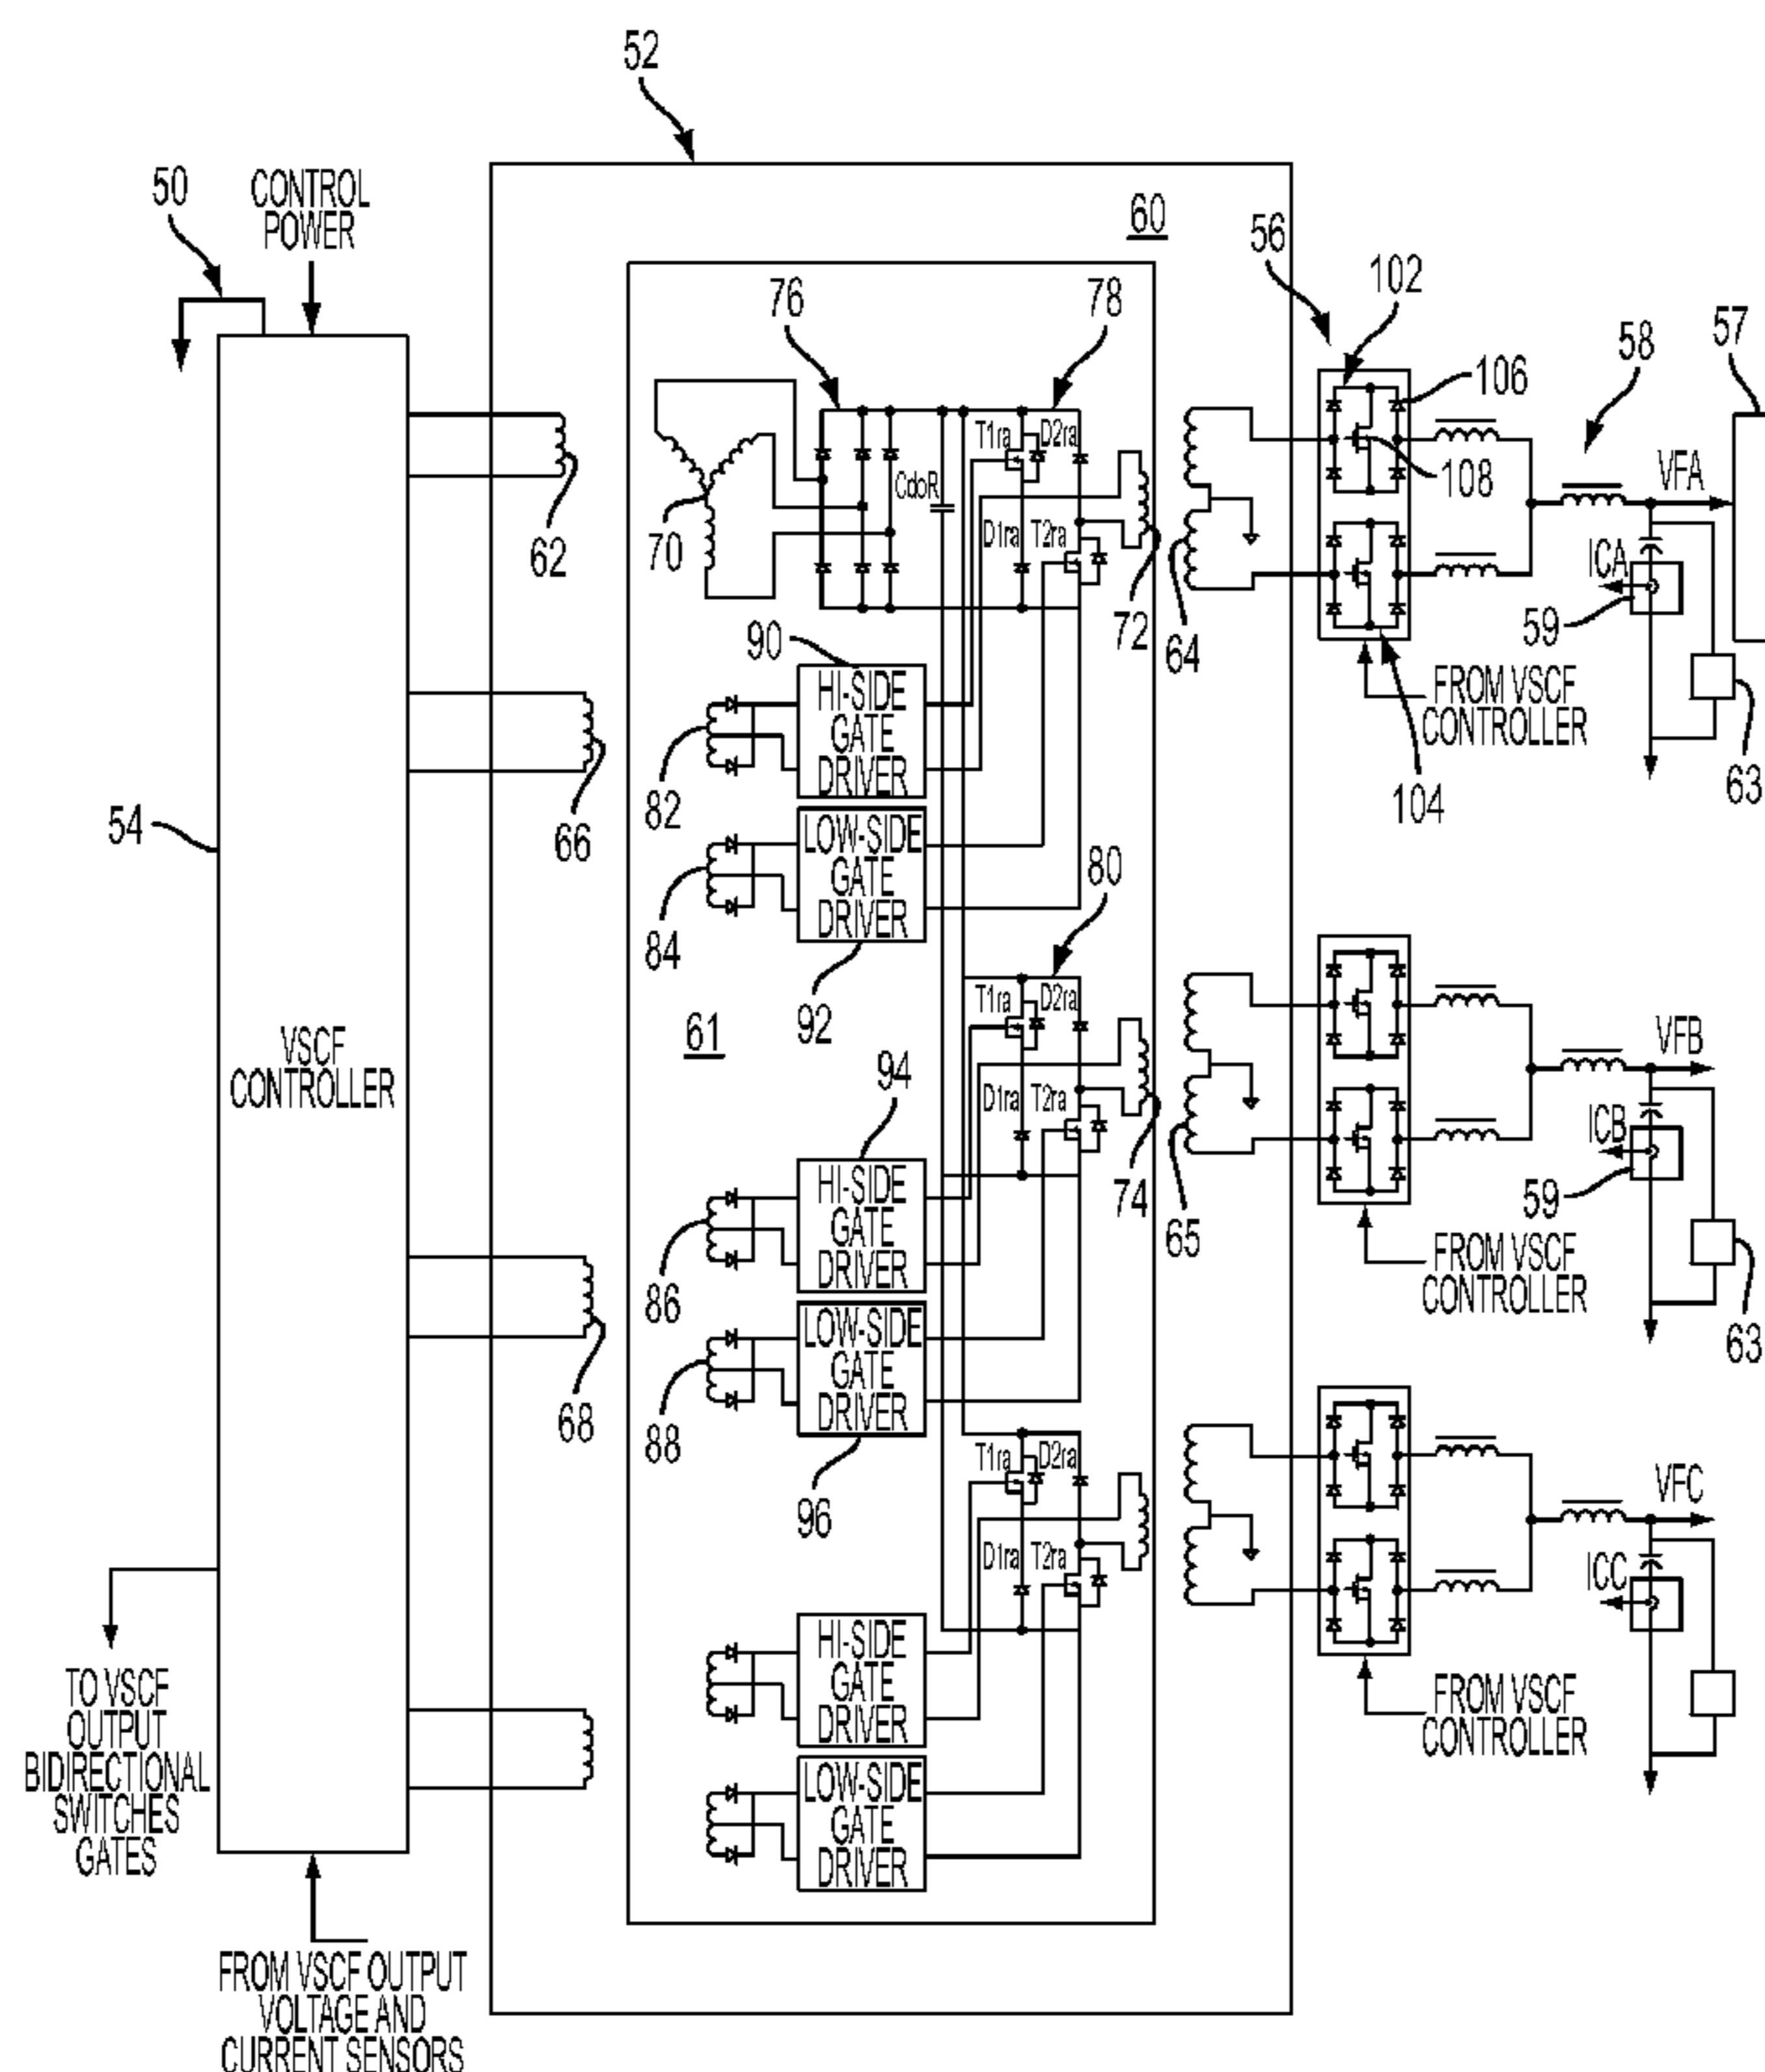 52
50
CONTROL
POWER
60
56
102
76
78
106
58
57
T1ra
D2ra
108
VFA
CdoR
62
70
D1ra
T2ra
72
64
ICA
59
90
HI-SIDE
GATE
DRIVER
FROM VSCF
CONTROLLER
63
104
82
66
54
LOW-SIDE
GATE
DRIVER
80
84
92
61
VSCF
CONTROLLER
T1ra
D2ra
VFB
94
D1ra
T2ra
74
65
ICB
59
HI-SIDE
GATE
DRIVER
FROM VSCF
CONTROLLER
63
86
68
LOW-SIDE
GATE
DRIVER
88
96
T1ra
D2ra
VFC
D1ra
T2ra
ICC
HI-SIDE
GATE
DRIVER
FROM VSCF
CONTROLLER
TO VSCF
OUTPUT
BIDIRECTIONAL
SWITCHES
GATES
LOW-SIDE
GATE
DRIVER
FROM VSCF OUTPUT
VOLTAGE AND
CURRENT SENSORS